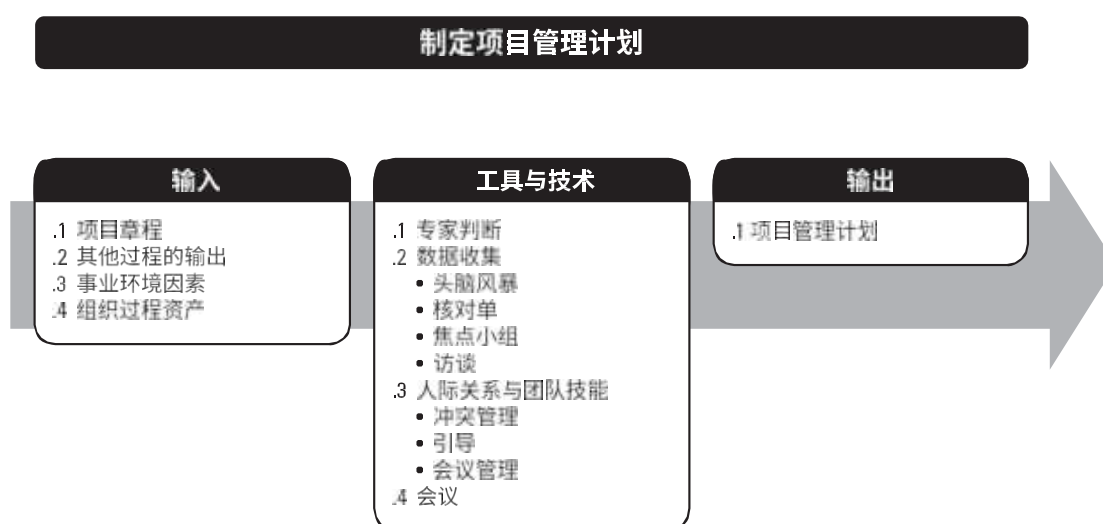 制定项目管理计划
输入
.1 项目章程
.2 其他过程的输出
.3 事业环境因素
.4 组织过程资产
工具与技术
.1 专家判断
.2 数据收集
• 头脑风暴
• 核对单
• 焦点小组
• 访谈
.3 人际关系与团队技能
• 冲突管理
• 引导
• 会议管理
.4 会议
输出
.1 项目管理计划